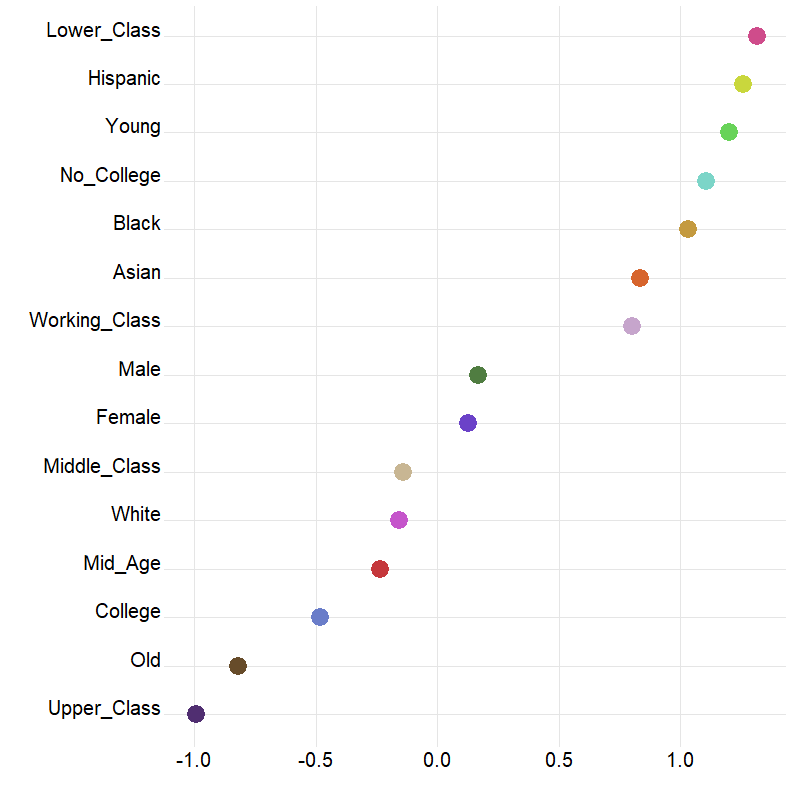 Lower_Class
Hispanic
Young
No_College
Black
Asian
Working_Class
Male
Female
Middle_Class
White
Mid_Age
College
Old
Upper_Class
-1.0 -0.5 0.0 0.5 1.0